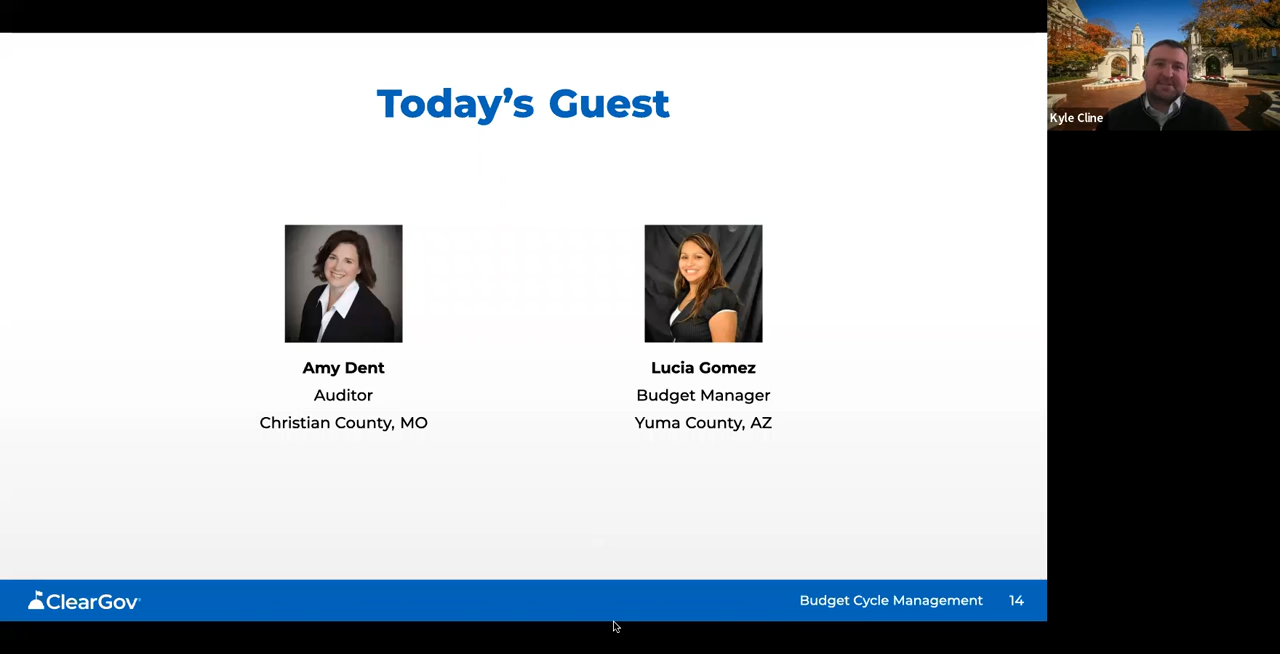 Today’s Guest
Kyle Cline
Amy Dent
Auditor
Christian County, MO
Lucia Gomez
Budget Manager
Yuma County, AZ
ClearGov
Budget Cycle Management 14